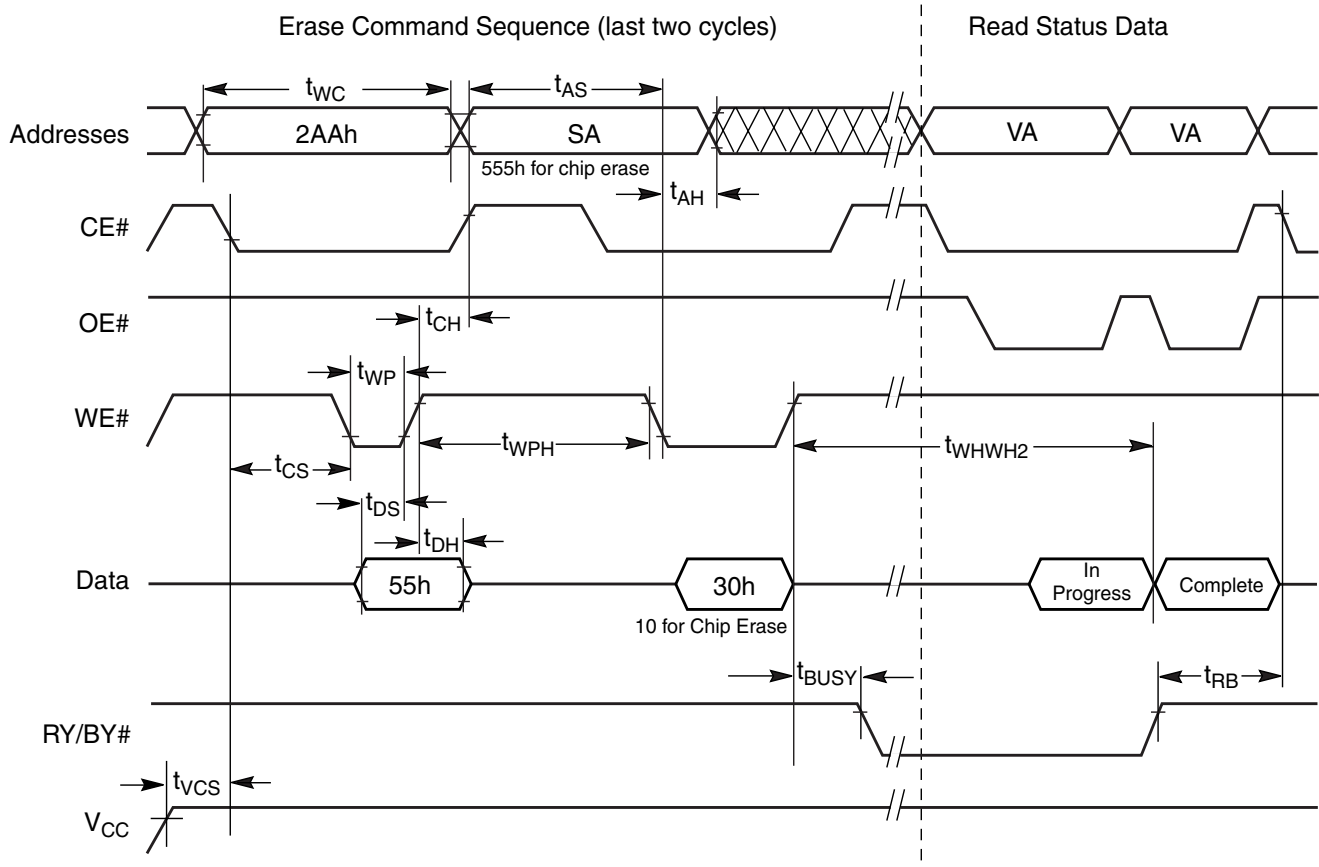 Erase Command Sequence (last two cycles)
Read Status Data
tWC
tAS
Addresses
2AAh
SA
VA
VA
555h for chip erase
tAH
CE#
OE#
tCH
tWP
WE#
tWPH
tWHWH2
tCS
tDS
tDH
Data
55h
30h
In
Progress
Complete
10 for Chip Erase
tBUSY
tRB
RY/BY#
tVCS
VCC